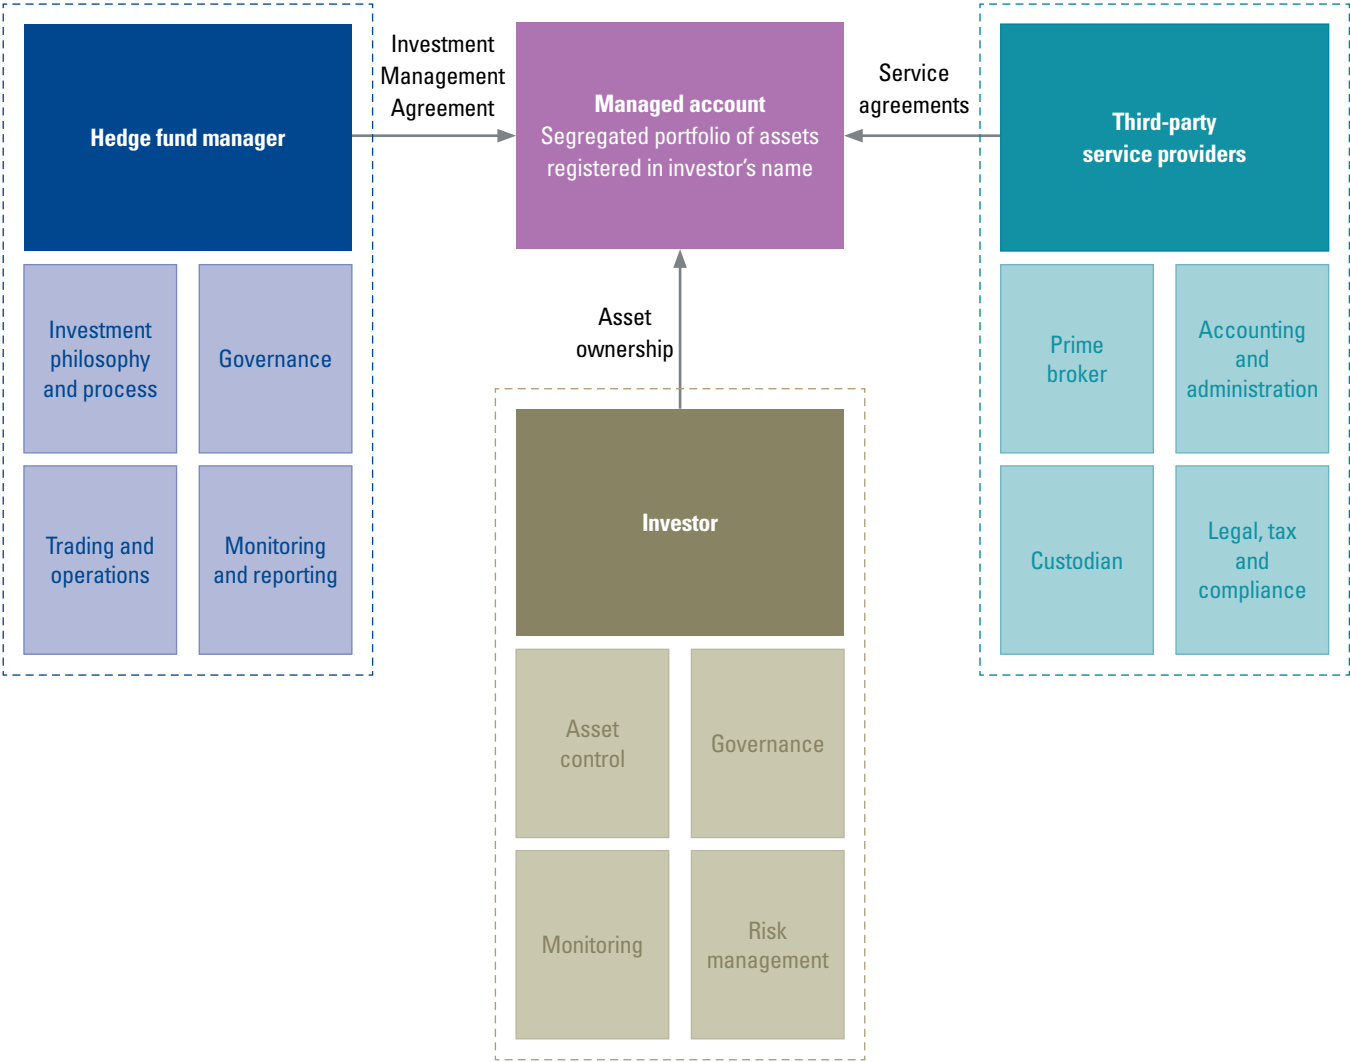 Hedge fund manager
Investment
Management
Agreement
Managed account
Segregated portfolio of assets
registered in investor’s name
Service
agreements
Third-party
service providers
Investment
philosophy
and process
Governance
Trading and
operations
Monitoring
and reporting
Asset
ownership
Investor
Asset
control
Governance
Monitoring
Risk
management
Prime
broker
Accounting
and
administration
Custodian
Legal, tax
and
compliance